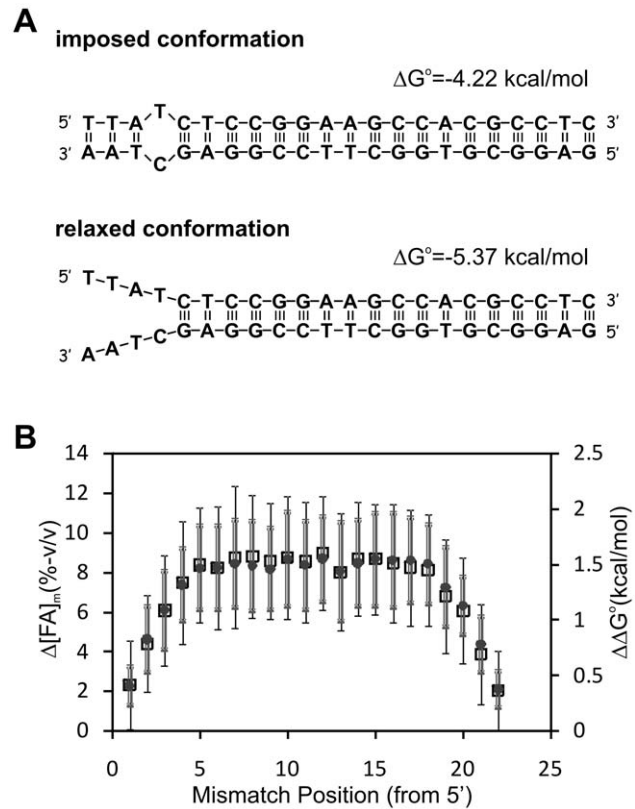 A
imposed conformation
ΔG°=-4.22 kcal/mol
5′ T-T-A-T-C-T-C-C-G-G-A-A-G-C-C-A-C-G-C-C-T-C 3′
3′ A-A-T-C-G-A-G-G-C-C-T-T-C-G-G-T-G-C-G-G-A-G 5′
relaxed conformation
ΔG°=-5.37 kcal/mol
5′ T-T-A-T-C-T-C-C-G-G-A-A-G-C-C-A-C-G-C-C-T-C 3′
3′ A-A-T-C-G-A-G-G-C-C-T-T-C-G-G-T-G-C-G-G-A-G 5′
B
Δ[FA]m(%-v/v)
14
12
10
8
6
4
2
0
2.5
2
1.5
1
0.5
0
ΔΔG°(kcal/mol)
0 5 10 15 20 25
Mismatch Position (from 5′)